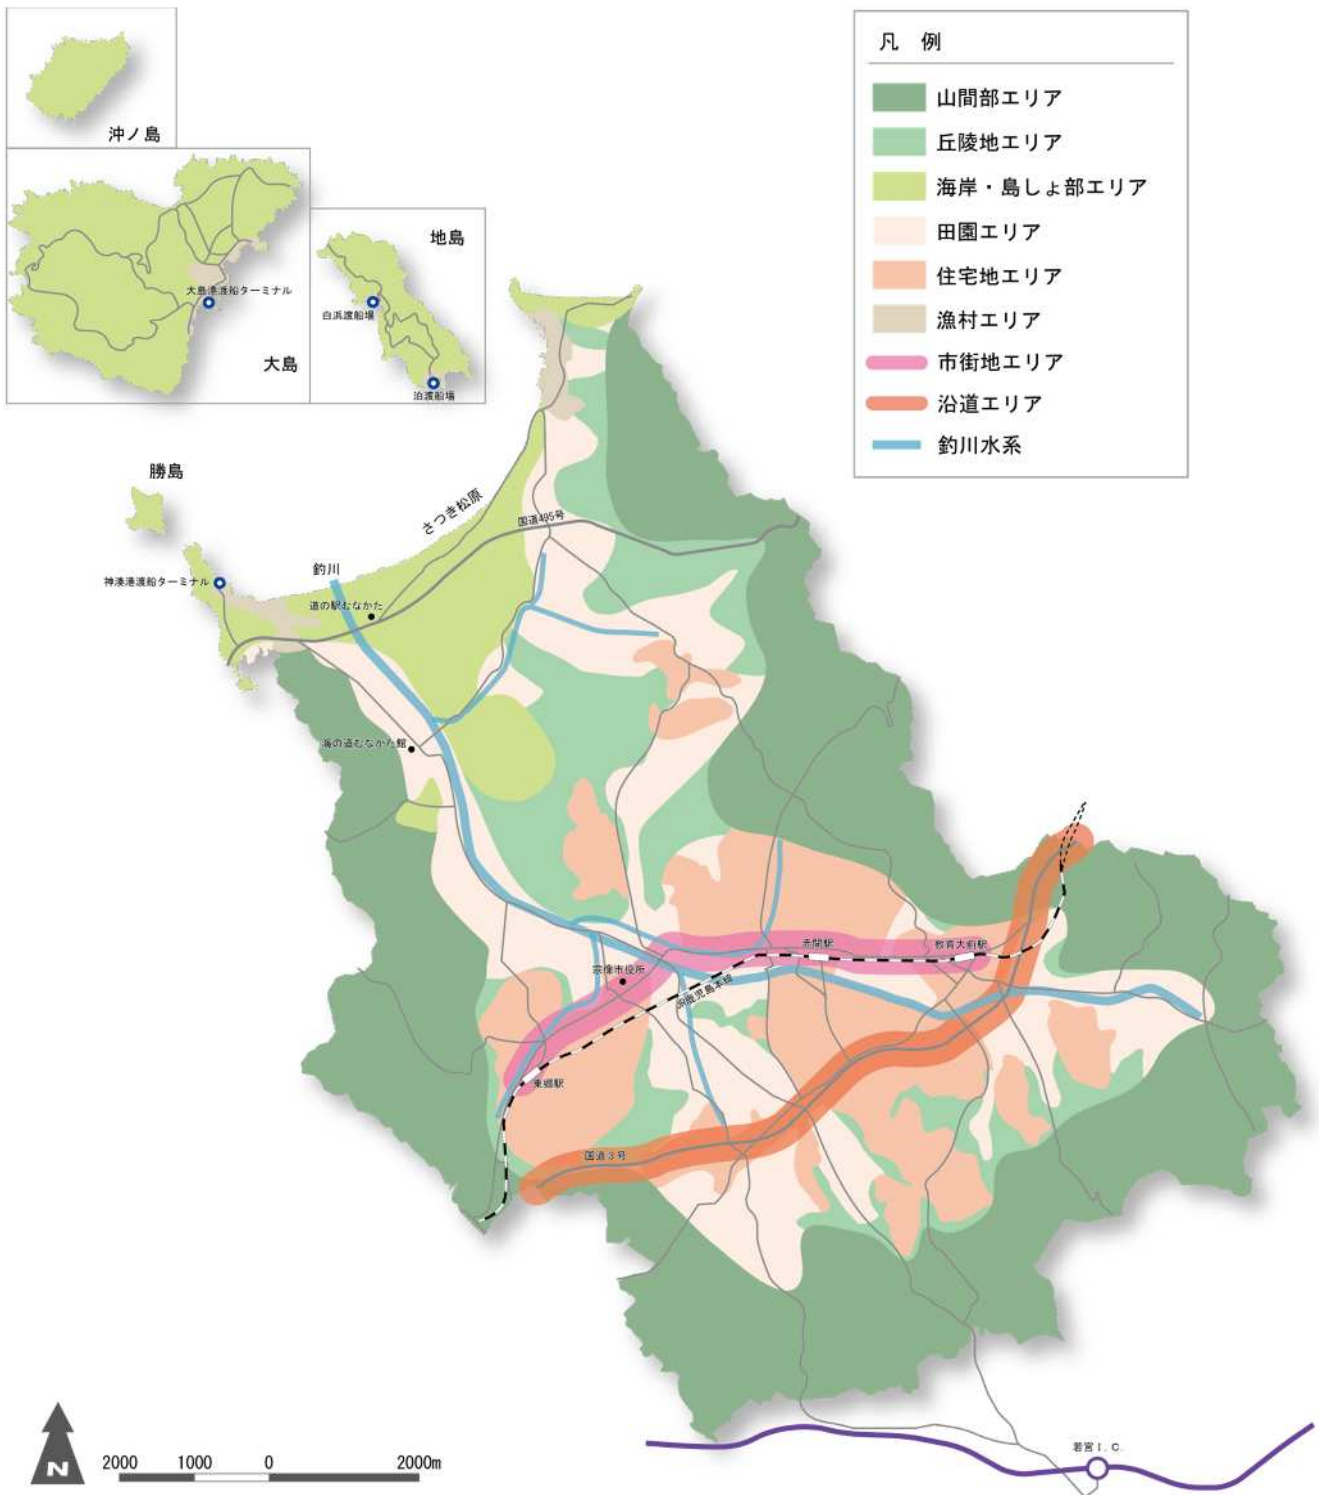 凡 例
山間部エリア
丘陵地エリア
海岸・島しょ部エリア
田園エリア
住宅地エリア
漁村エリア
市街地エリア
沿道エリア
釣川水系
沖ノ島
大島港渡船ターミナル
大島
地島
白浜渡船場
泊渡船場
勝島
さつき松原
国道495号
神湊港渡船ターミナル
釣川
道の駅むなかた
海の道むなかた館
赤間駅
教育大前駅
宗像市役所
JR鹿児島本線
東郷駅
国道3号
若宮I.C.
N
2000 1000 0 2000m